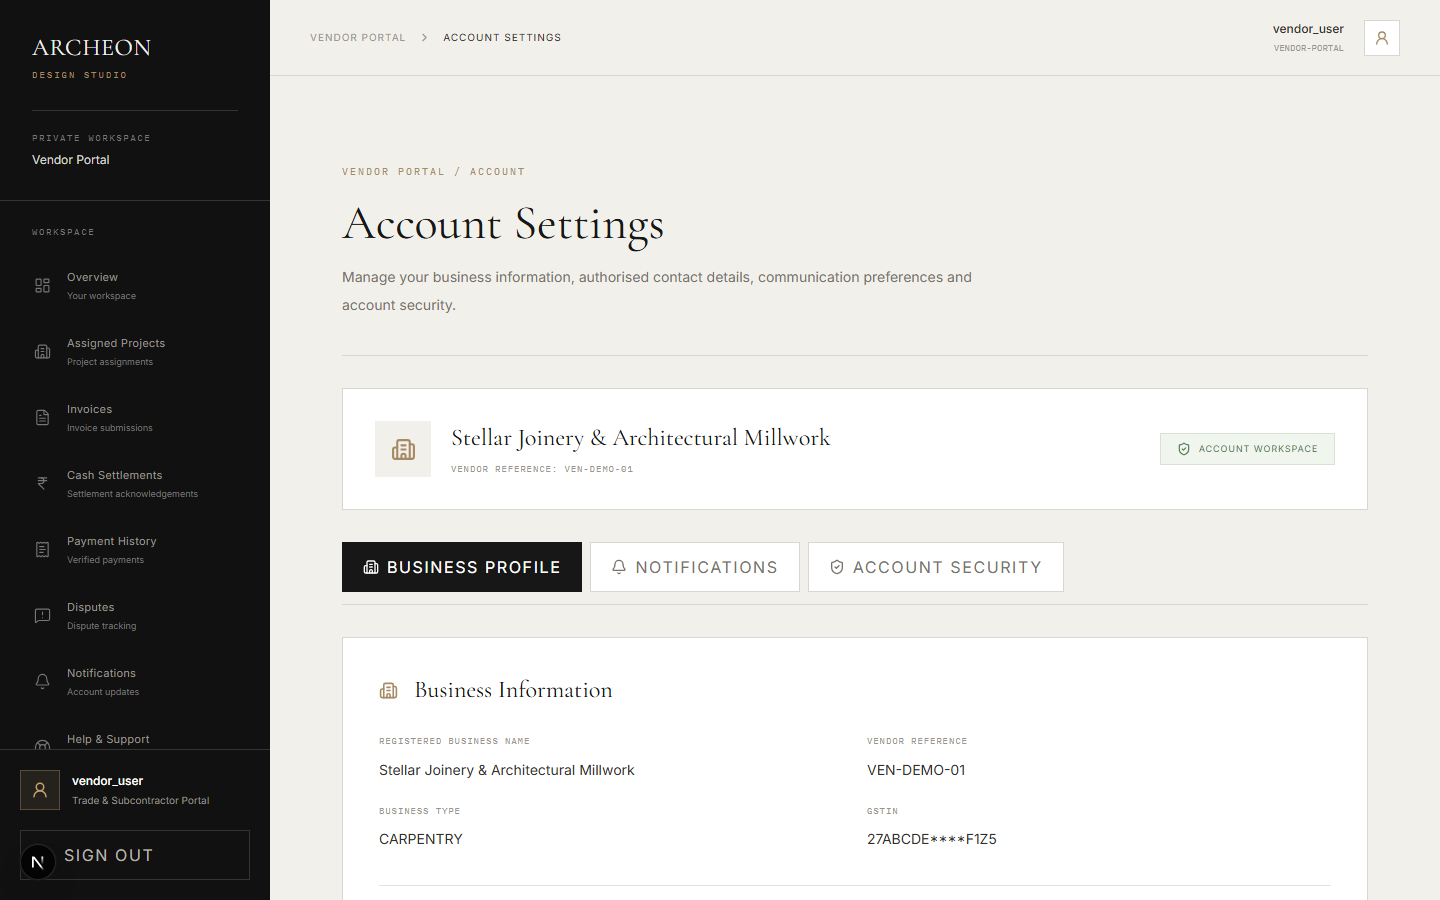 ARCHEON
DESIGN STUDIO
PRIVATE WORKSPACE
Vendor Portal
WORKSPACE
Overview
Your workspace
Assigned Projects
Project assignments
Invoices
Invoice submissions
Cash Settlements
Settlement acknowledgements
Payment History
Verified payments
Disputes
Dispute tracking
Notifications
Account updates
Help & Support
vendor_user
Trade & Subcontractor Portal
N SIGN OUT
VENDOR PORTAL > ACCOUNT SETTINGS
vendor_user
VENDOR-PORTAL
VENDOR PORTAL / ACCOUNT
Account Settings
Manage your business information, authorised contact details, communication preferences and
account security.
Stellar Joinery & Architectural Millwork
VENDOR REFERENCE: VEN-DEMO-01
ACCOUNT WORKSPACE
BUSINESS PROFILE
NOTIFICATIONS
ACCOUNT SECURITY
Business Information
REGISTERED BUSINESS NAME
Stellar Joinery & Architectural Millwork
VENDOR REFERENCE
VEN-DEMO-01
BUSINESS TYPE
CARPENTRY
GSTIN
27ABCDE****F1Z5